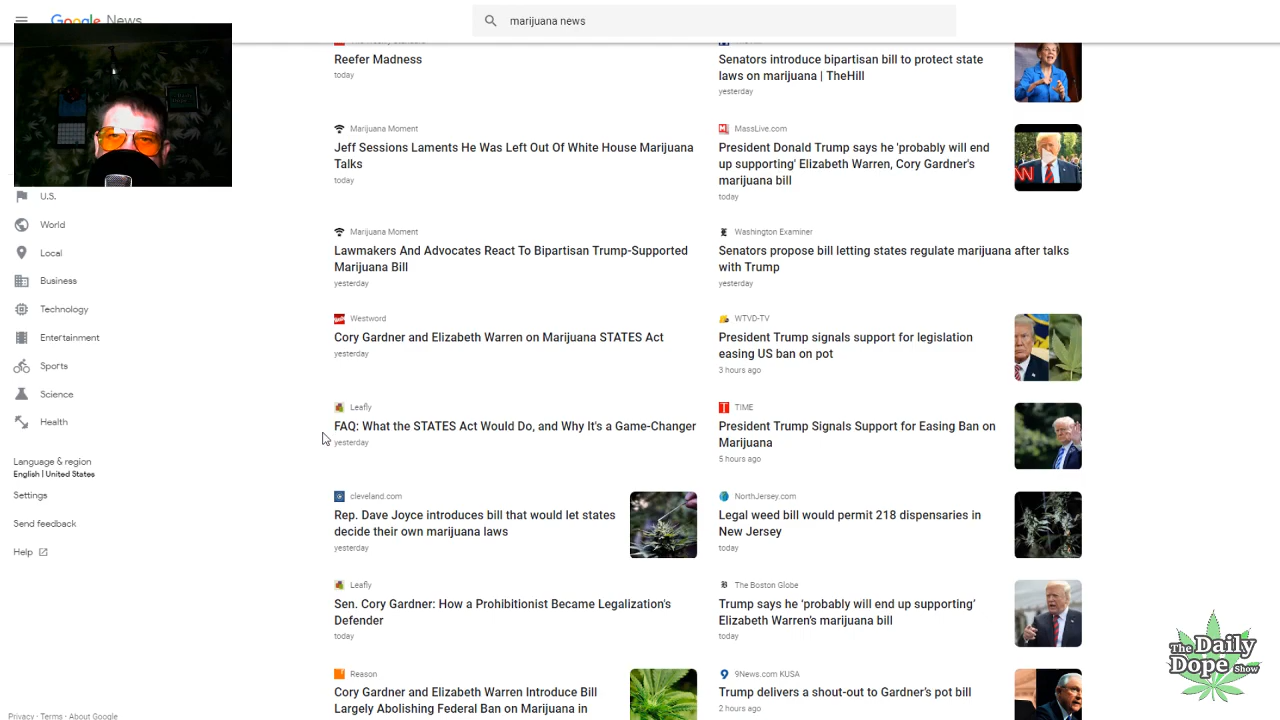 Google News
marijuana news
U.S.
World
Local
Business
Technology
Entertainment
Sports
Science
Health
Language & region
English | United States
Settings
Send feedback
Help
Privacy · Terms · About Google
Reefer Madness
today
Marijuana Moment
Jeff Sessions Laments He Was Left Out Of White House Marijuana
Talks
today
Marijuana Moment
Lawmakers And Advocates React To Bipartisan Trump-Supported
Marijuana Bill
yesterday
Westword
Cory Gardner and Elizabeth Warren on Marijuana STATES Act
yesterday
Leafly
FAQ: What the STATES Act Would Do, and Why It's a Game-Changer
yesterday
cleveland.com
Rep. Dave Joyce introduces bill that would let states
decide their own marijuana laws
yesterday
Leafly
Sen. Cory Gardner: How a Prohibitionist Became Legalization's
Defender
today
Reason
Cory Gardner and Elizabeth Warren Introduce Bill
Largely Abolishing Federal Ban on Marijuana in
Senators introduce bipartisan bill to protect state
laws on marijuana | TheHill
yesterday
MassLive.com
President Donald Trump says he 'probably will end
up supporting' Elizabeth Warren, Cory Gardner's
marijuana bill
today
Washington Examiner
Senators propose bill letting states regulate marijuana after talks
with Trump
yesterday
WTVD-TV
President Trump signals support for legislation
easing US ban on pot
3 hours ago
TIME
President Trump Signals Support for Easing Ban on
Marijuana
5 hours ago
NorthJersey.com
Legal weed bill would permit 218 dispensaries in
New Jersey
today
The Boston Globe
Trump says he 'probably will end up supporting'
Elizabeth Warren's marijuana bill
today
9News.com KUSA
Trump delivers a shout-out to Gardner's pot bill
2 hours ago
The Daily
Dope Show